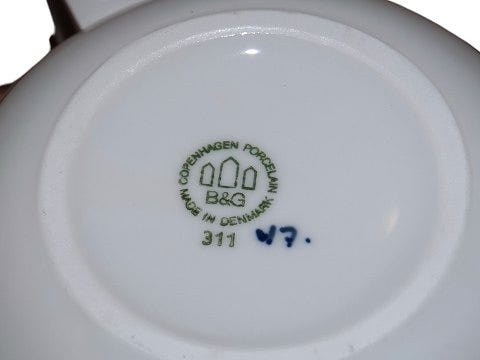 COPENHAGEN PORCELAIN
B&G
MADE IN DENMARK
311